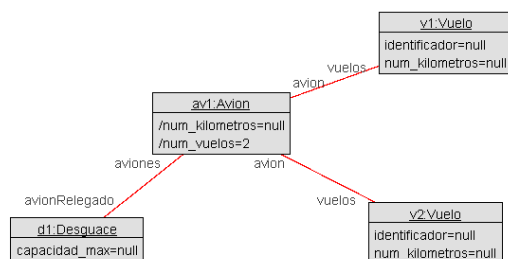 v1:Vuelo
identificador=null
num_kilometros=null
vuelos
avion
av1:Avion
/num_kilometros=null
/num_vuelos=2
aviones
avion
avionRelegado
vuelos
d1:Desguace
capacidad_max=null
v2:Vuelo
identificador=null
num_kilometros=null